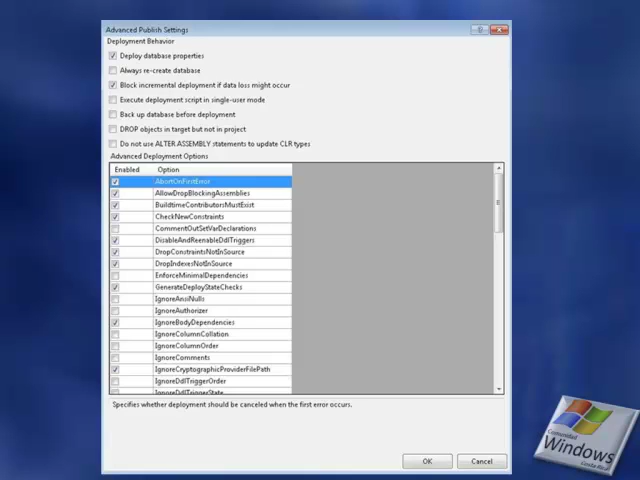 Advanced Publish Settings
Deployment Behavior
Deploy database properties
Always re-create database
Block incremental deployment if data loss might occur
Execute deployment script in single-user mode
Back up database before deployment
DROP objects in target but not in project
Do not use ALTER ASSEMBLY statements to update CLR types
Advanced Deployment Options
Enabled Option
AbortOnFirstError
AllowDropBlockingAssemblies
BuildtimeContributorsMustExist
CheckNewConstraints
CommentOutSetVarDeclarations
DisableAndReenableDdlTriggers
DropConstraintsNotInSource
DropIndexesNotInSource
EnforceMinimalDependencies
GenerateDeployStateChecks
IgnoreAnsiNulls
IgnoreAuthorizer
IgnoreBodyDependencies
IgnoreColumnCollation
IgnoreColumnOrder
IgnoreComments
IgnoreCryptographicProviderFilePath
IgnoreDdlTriggerOrder
IgnoreDdlTriggerState
Specifies whether deployment should be canceled when the first error occurs.
OK Cancel
Comunidad
Windows
Costa Rica